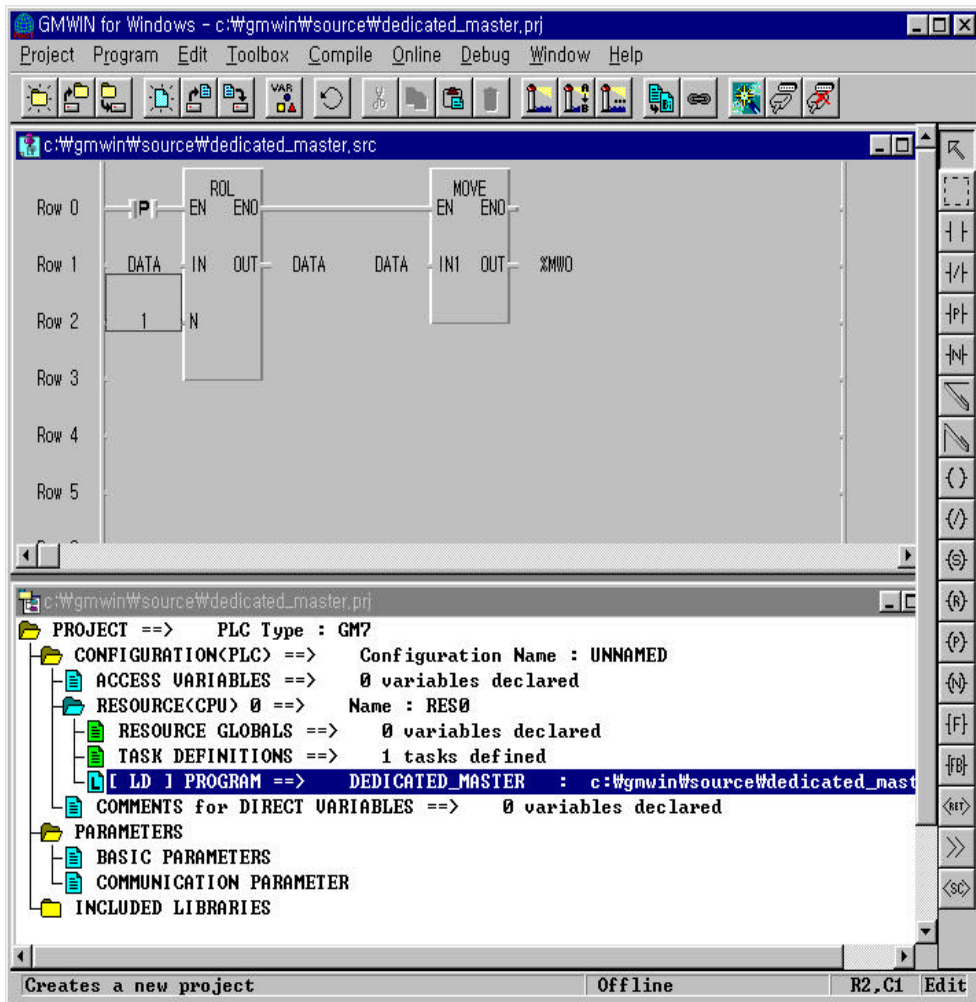 GMWIN for Windows - c:₩gmwin₩source₩dedicated_master.prj
Project Program Edit Toolbox Compile Online Debug Window Help
VAR
c:₩gmwin₩source₩dedicated_master.src
ROL MOVE
Row 0 P EN ENO EN ENO
Row 1 DATA IN OUT DATA DATA IN1 OUT %MW0
Row 2 1 N
Row 3
Row 4
Row 5
c:₩gmwin₩source₩dedicated_master.prj
PROJECT ==> PLC Type : GM7
CONFIGURATION(PLC) ==> Configuration Name : UNNAMED
ACCESS VARIABLES ==> 0 variables declared
RESOURCE(CPU) 0 ==> Name : RES0
RESOURCE GLOBALS ==> 0 variables declared
TASK DEFINITIONS ==> 1 tasks defined
L [ LD ] PROGRAM ==> DEDICATED_MASTER : c:₩gmwin₩source₩dedicated_mast
COMMENTS for DIRECT VARIABLES ==> 0 variables declared
PARAMETERS
BASIC PARAMETERS
COMMUNICATION PARAMETER
INCLUDED LIBRARIES
P
N
(/)
(S)
(R)
(P)
(N)
{F}
{FB}
<RET>
>>
<SC>
Creates a new project Offline R2,C1 Edit